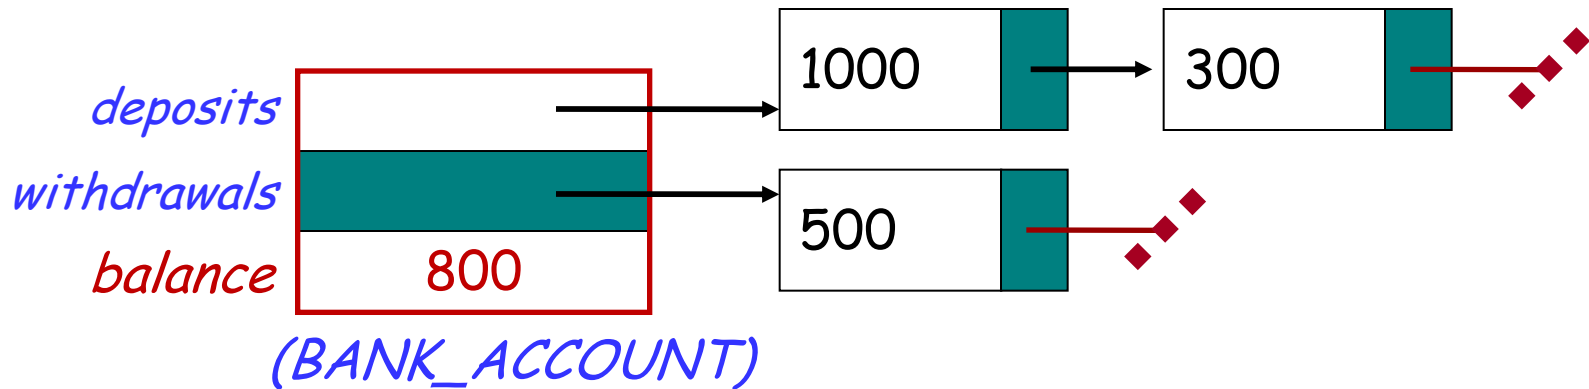 deposits
1000
300
withdrawals
500
balance
800
(BANK_ACCOUNT)